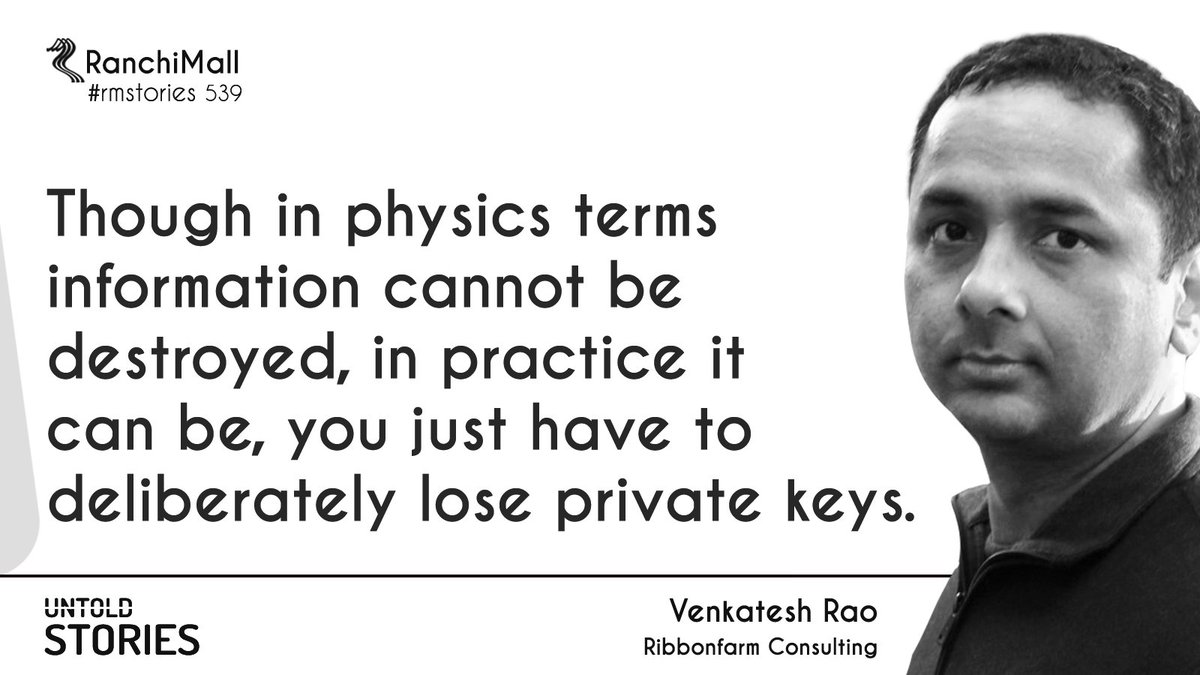 RanchiMall
#rmstories 539
Though in physics terms
information cannot be
destroyed, in practice it
can be, you just have to
deliberately lose private keys.
UNTOLD
STORIES
Venkatesh Rao
Ribbonfarm Consulting